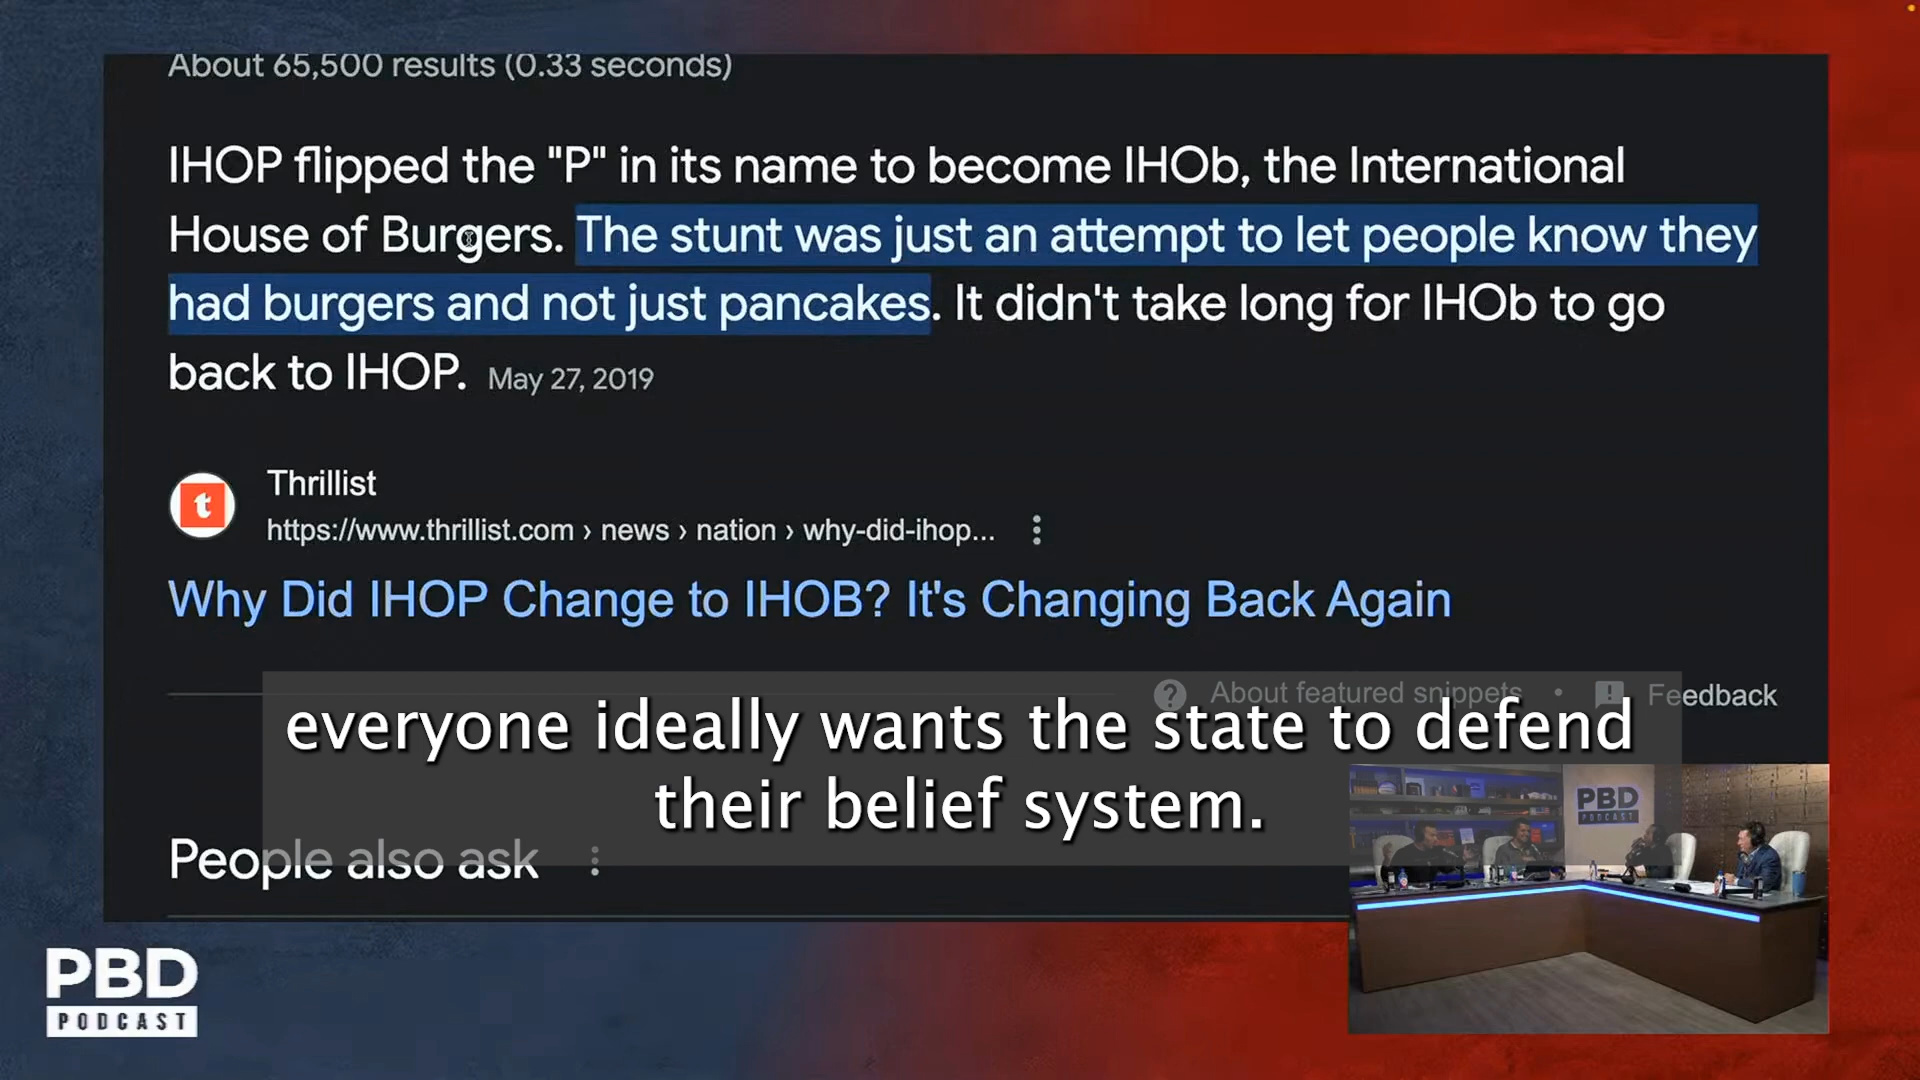 About 65,500 results (0.33 seconds)
IHOP flipped the "P" in its name to become IHOb, the International
House of Burgers. The stunt was just an attempt to let people know they
had burgers and not just pancakes. It didn't take long for IHOb to go
back to IHOP. May 27, 2019
t
Thrillist
https://www.thrillist.com › news › nation › why-did-ihop...
Why Did IHOP Change to IHOB? It's Changing Back Again
About featured snippets • Feedback
everyone ideally wants the state to defend
their belief system.
People also ask
PBD
PODCAST
PBD
PODCAST